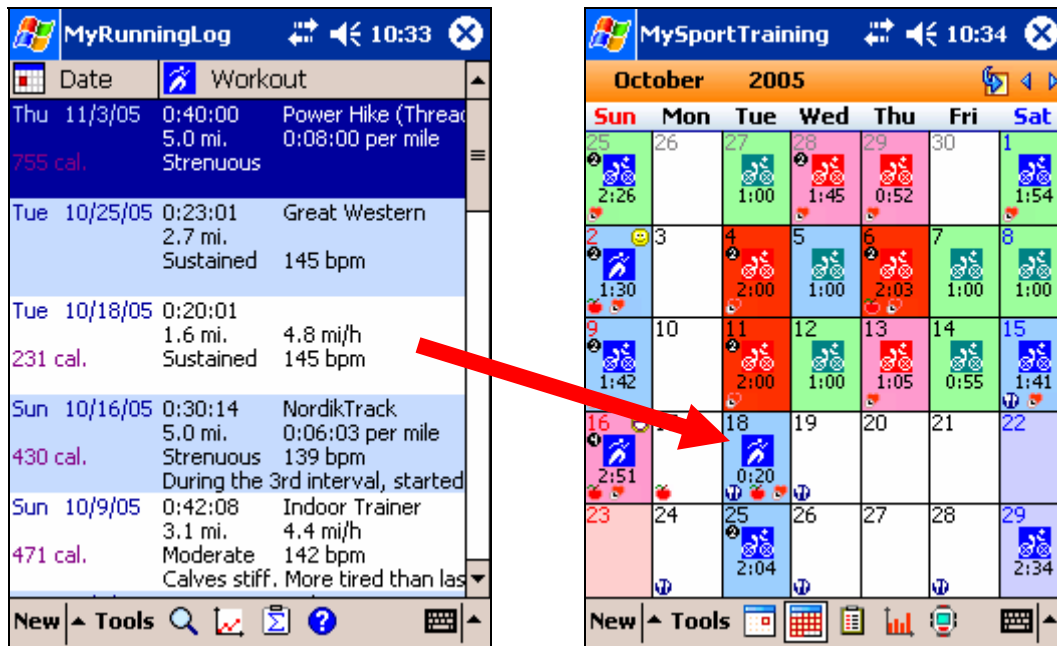 MyRunningLog 10:33
Date Workout
Thu 11/3/05 0:40:00 Power Hike (Thread
5.0 mi. 0:08:00 per mile
755 cal. Strenuous
Tue 10/25/05 0:23:01 Great Western
2.7 mi.
Sustained 145 bpm
Tue 10/18/05 0:20:01
1.6 mi. 4.8 mi/h
231 cal. Sustained 145 bpm
Sun 10/16/05 0:30:14 NordikTrack
5.0 mi. 0:06:03 per mile
430 cal. Strenuous 139 bpm
During the 3rd interval, started
Sun 10/9/05 0:42:08 Indoor Trainer
3.1 mi. 4.4 mi/h
471 cal. Moderate 142 bpm
Calves stiff. More tired than las
New Tools
MySportTraining 10:34
October 2005
Sun Mon Tue Wed Thu Fri Sat
25 26 27 28 29 30 1
2 2
2:26 1:00 1:45 0:52 1:54
2 3 4 5 6 7 8
2 2 2
1:30 2:00 1:00 2:03 1:00 1:00
9 10 11 12 13 14 15
2 2
1:42 2:00 1:00 1:05 0:55 1:41
16 18 19 20 21 22
4
2:51 0:20
23 24 25 26 27 28 29
2
2:04 2:34
New Tools